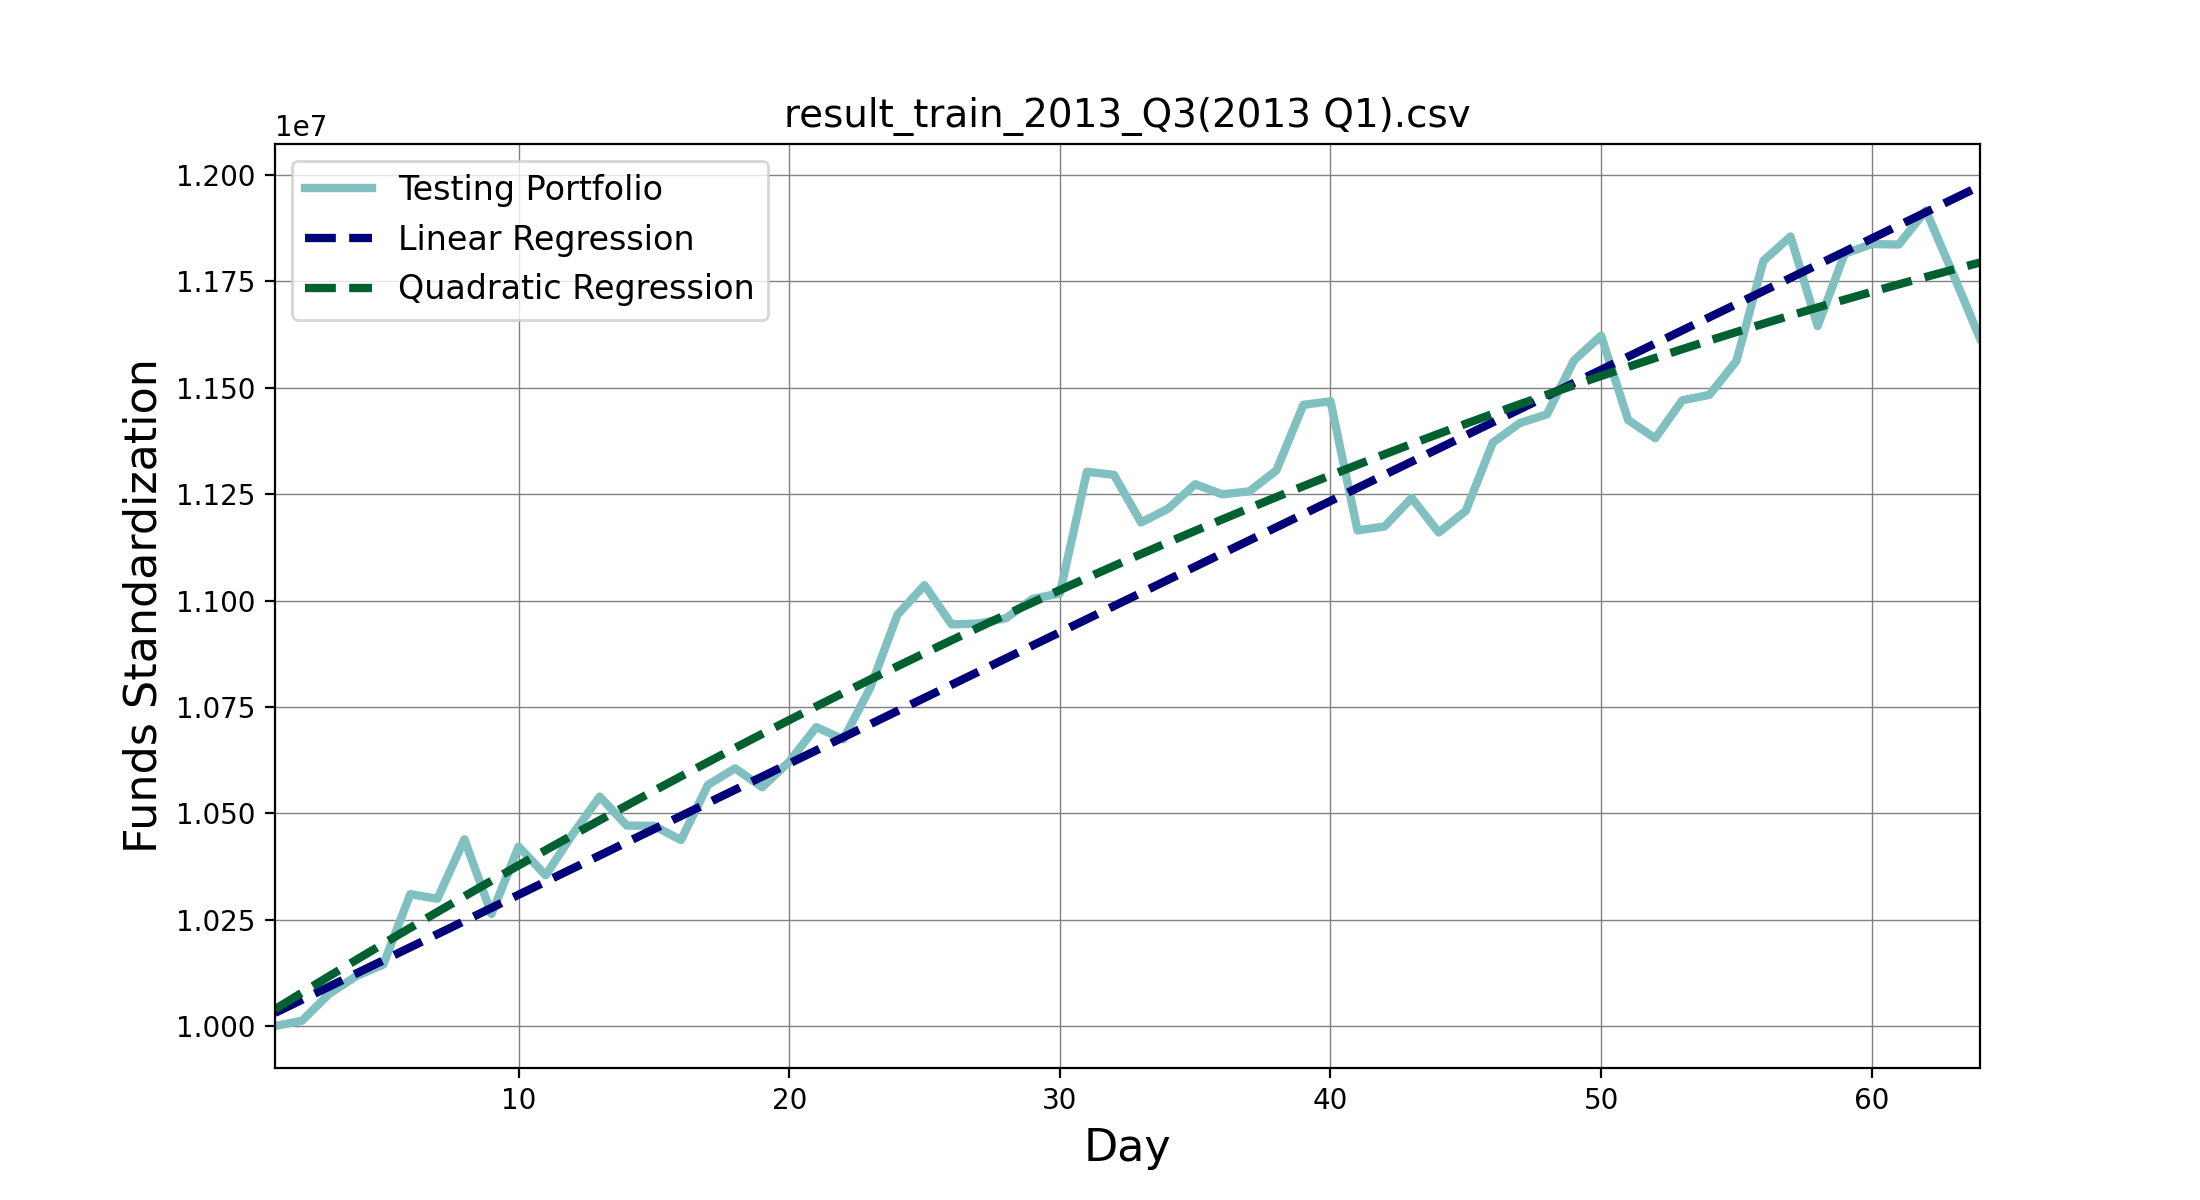 result_train_2013_Q3(2013 Q1).csv
1e7
Testing Portfolio
Linear Regression
Quadratic Regression
Funds Standardization
1.200
1.175
1.150
1.125
1.100
1.075
1.050
1.025
1.000
10 20 30 40 50 60
Day